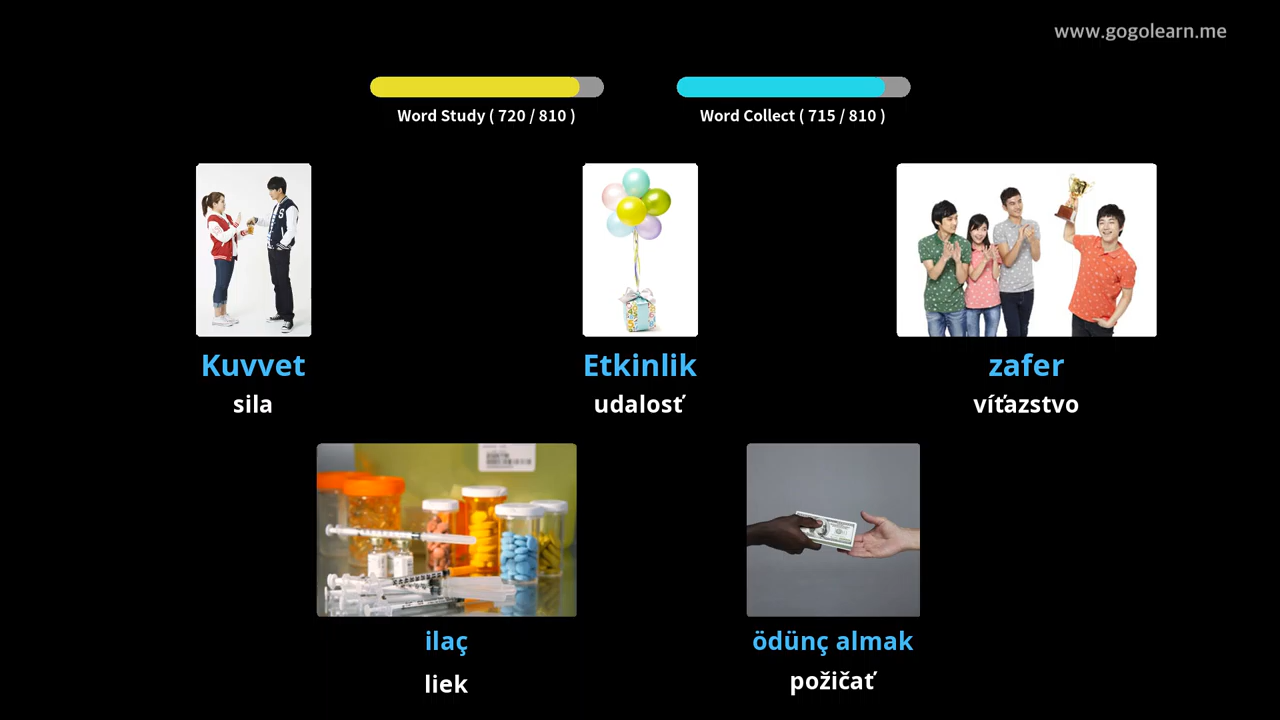 www.gogolearn.me
Word Study ( 720 / 810 )
Word Collect ( 715 / 810 )
Kuvvet
sila
Etkinlik
udalosť
zafer
víťazstvo
ilaç
liek
ödünç almak
požičať